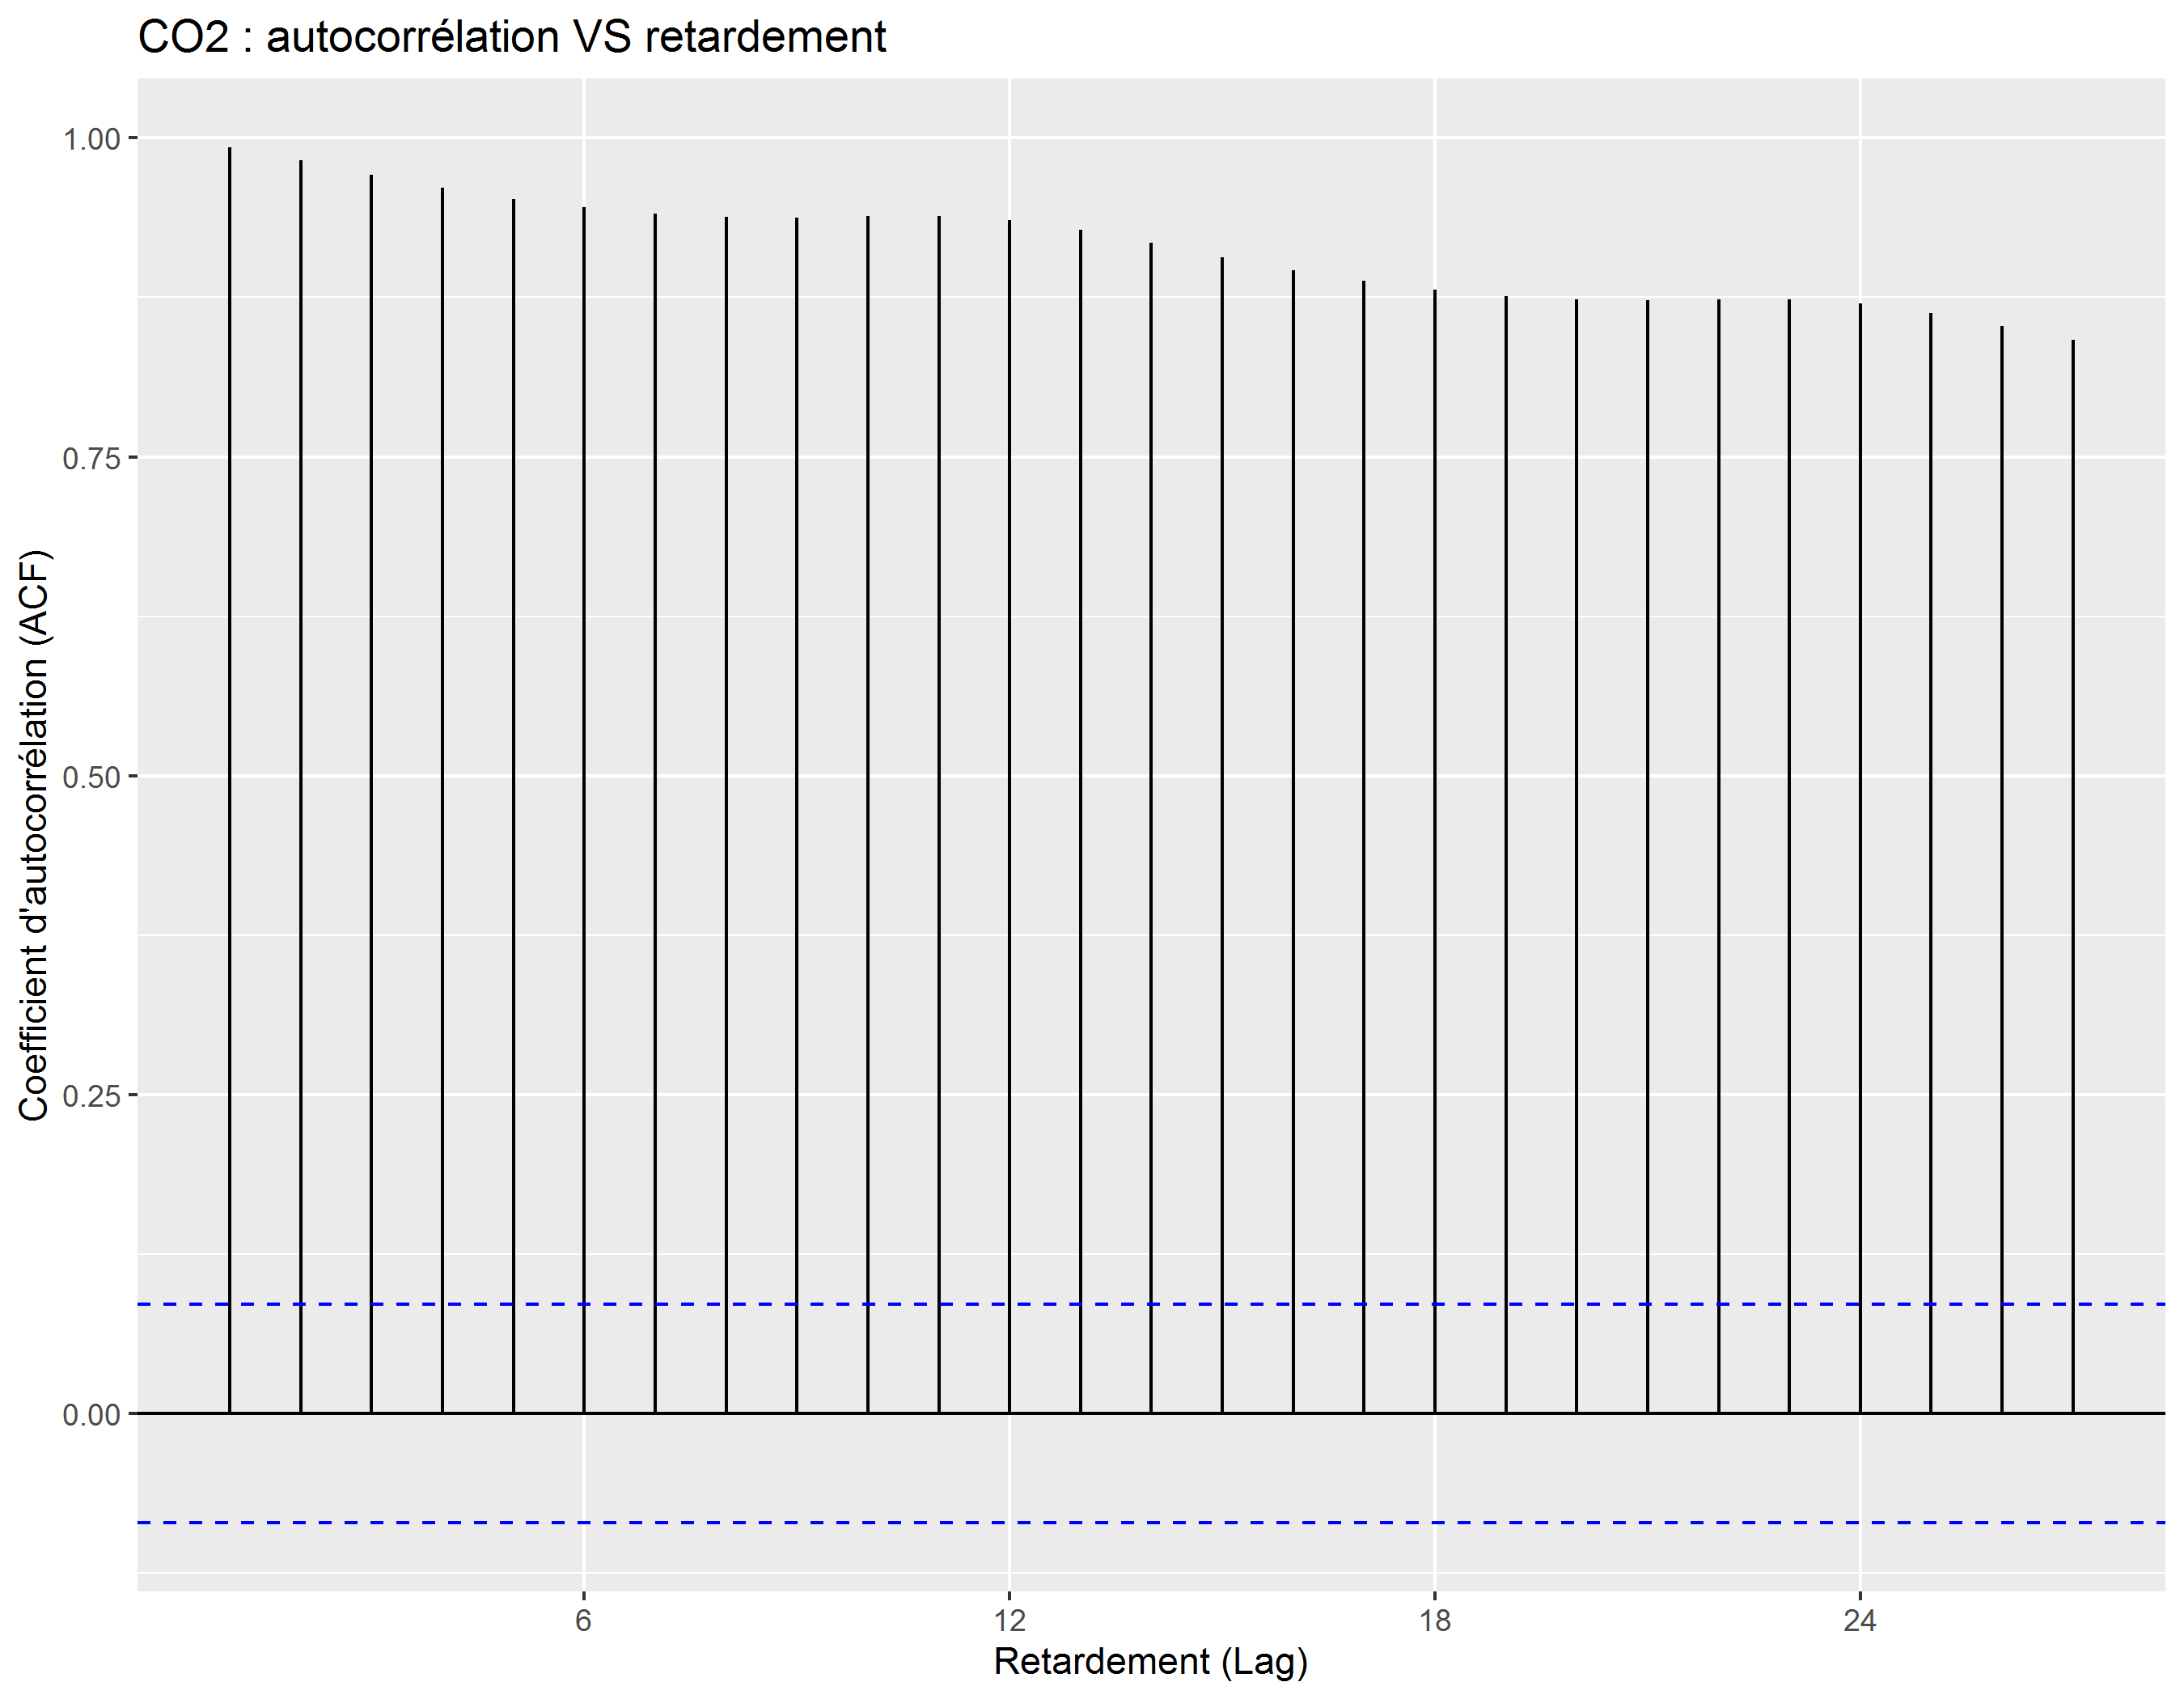 CO2 : autocorrélation VS retardement
Coefficient d'autocorrélation (ACF)
1.00
0.75
0.50
0.25
0.00
6 12 18 24
Retardement (Lag)